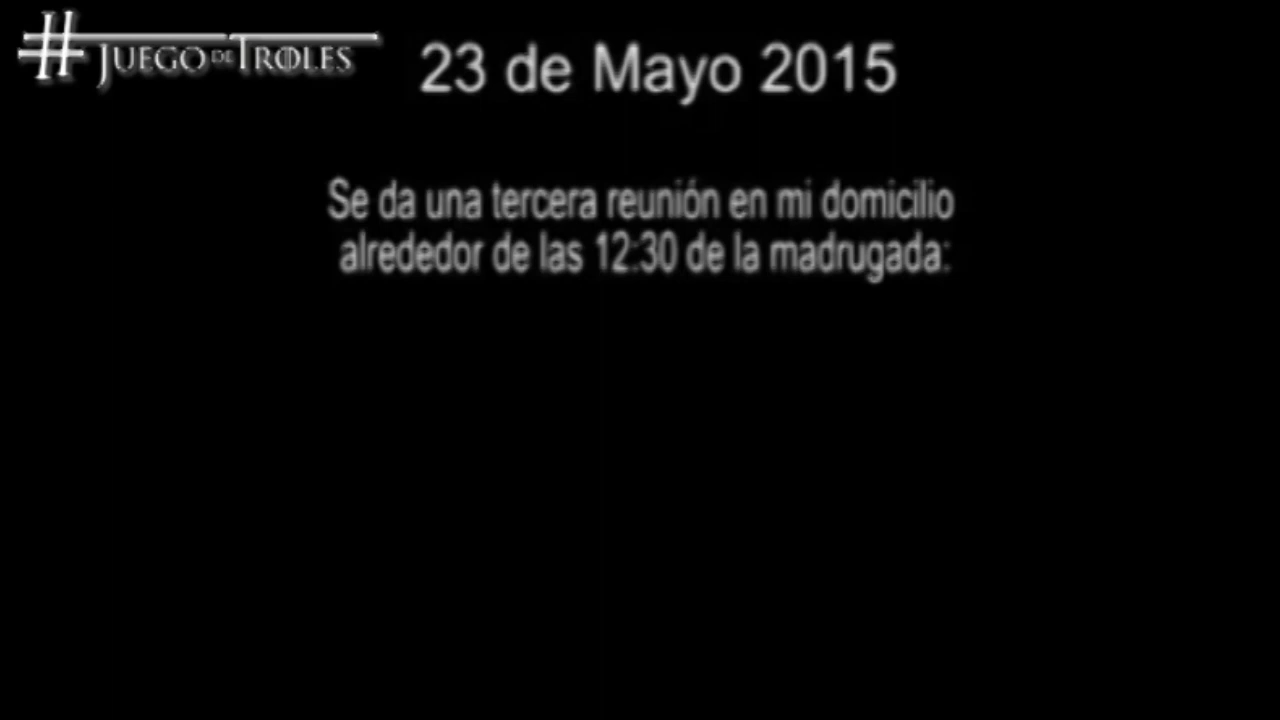 #JUEGO DE TROLES
23 de Mayo 2015
Se da una tercera reunión en mi domicilio
alrededor de las 12:30 de la madrugada: